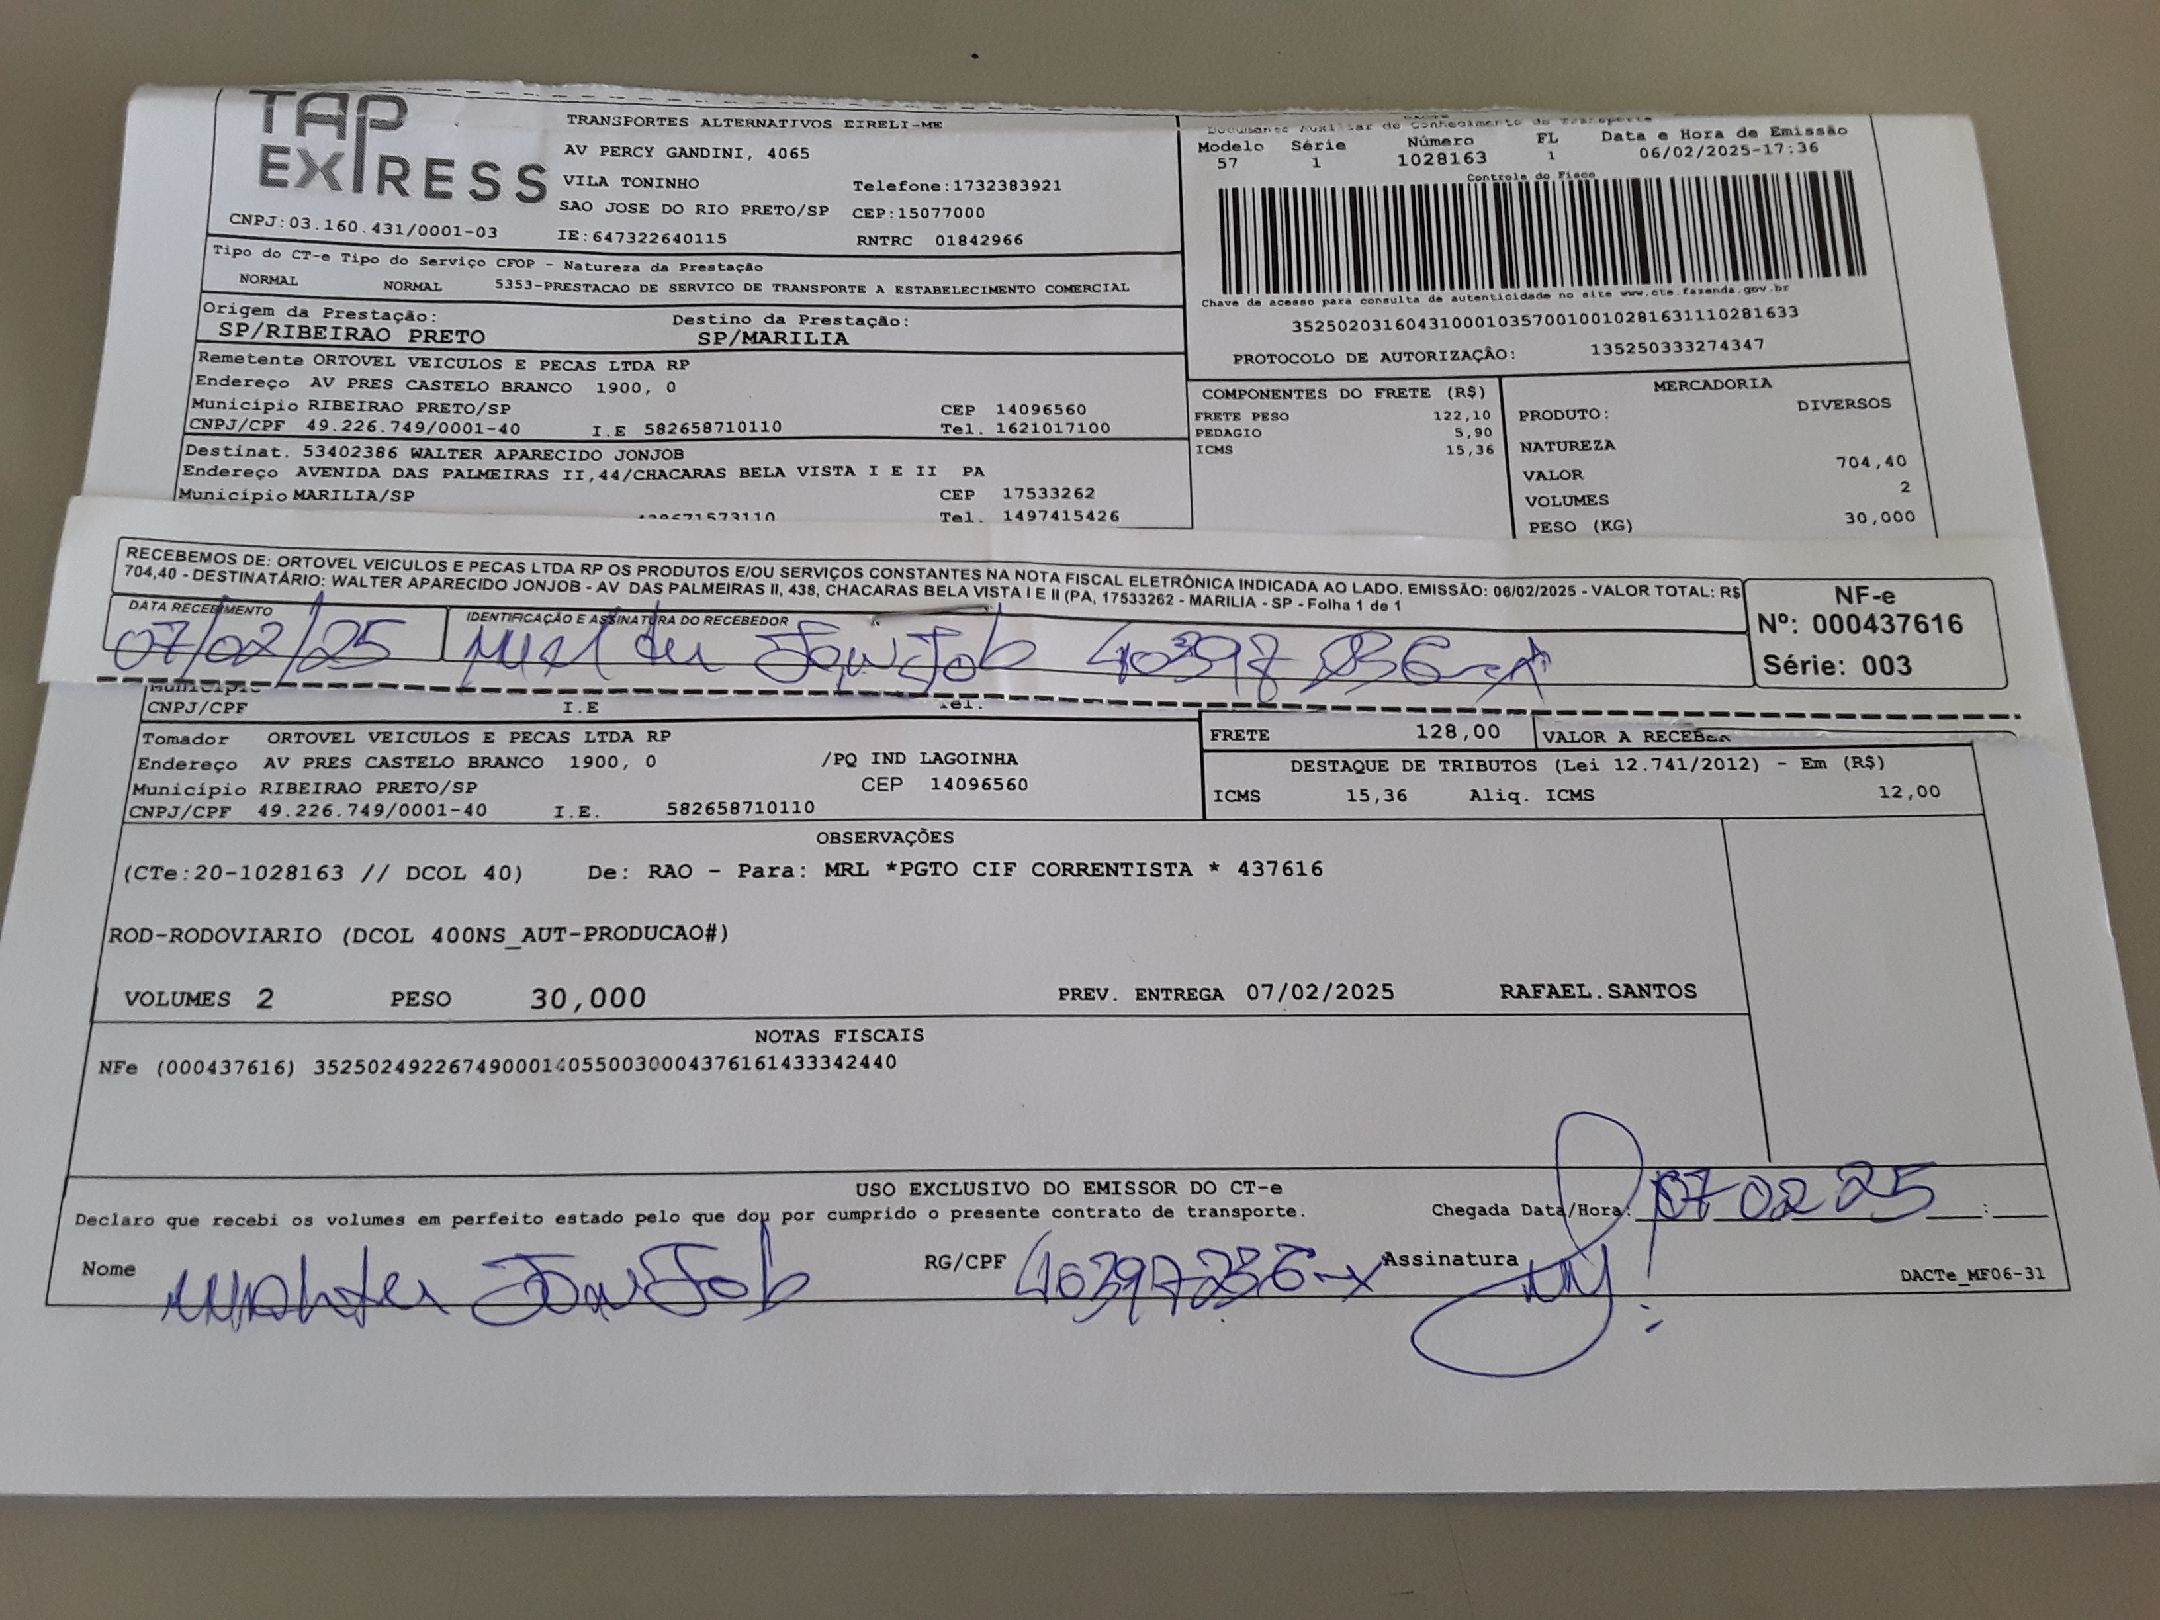 TAP EXPRESS
TRANSPORTES ALTERNATIVOS EIRELI-ME
AV PERCY GANDINI, 4065
VILA TONINHO Telefone:1732383921
SAO JOSE DO RIO PRETO/SP CEP:15077000
CNPJ:03.160.431/0001-03 IE:647322640115 RNTRC 01842966
Documento Auxiliar do Conhecimento de Transporte
Modelo Série Número FL Data e Hora de Emissão
57 1 1028163 1 06/02/2025-17:36
Controle do Fisco
Chave de acesso para consulta de autenticidade no site www.cte.fazenda.gov.br
35250203160431000103570010010281631110281633
PROTOCOLO DE AUTORIZAÇÃO: 135250333274347
Tipo do CT-e Tipo do Serviço CFOP - Natureza da Prestação
NORMAL NORMAL 5353-PRESTACAO DE SERVICO DE TRANSPORTE A ESTABELECIMENTO COMERCIAL
Origem da Prestação: Destino da Prestação:
SP/RIBEIRAO PRETO SP/MARILIA
Remetente ORTOVEL VEICULOS E PECAS LTDA RP
Endereço AV PRES CASTELO BRANCO 1900, 0
Município RIBEIRAO PRETO/SP CEP 14096560
CNPJ/CPF 49.226.749/0001-40 I.E 582658710110 Tel. 1621017100
Destinat. 53402386 WALTER APARECIDO JONJOB
Endereço AVENIDA DAS PALMEIRAS II,44/CHACARAS BELA VISTA I E II PA
Município MARILIA/SP CEP 17533262
Tel. 1497415426
COMPONENTES DO FRETE (R$)
FRETE PESO 122,10
PEDAGIO 5,90
ICMS 15,36
MERCADORIA
PRODUTO: DIVERSOS
NATUREZA
VALOR 704,40
VOLUMES 2
PESO (KG) 30,000
RECEBEMOS DE: ORTOVEL VEICULOS E PECAS LTDA RP OS PRODUTOS E/OU SERVIÇOS CONSTANTES NA NOTA FISCAL ELETRÔNICA INDICADA AO LADO. EMISSÃO: 06/02/2025 - VALOR TOTAL: R$
704,40 - DESTINATÁRIO: WALTER APARECIDO JONJOB - AV DAS PALMEIRAS II, 438, CHACARAS BELA VISTA I E II (PA, 17533262 - MARILIA - SP - Folha 1 de 1
DATA RECEBIMENTO IDENTIFICAÇÃO E ASSINATURA DO RECEBEDOR
07/02/25 JonJob
NF-e
Nº: 000437616
Série: 003
Município
CNPJ/CPF I.E Tel.
Tomador ORTOVEL VEICULOS E PECAS LTDA RP
Endereço AV PRES CASTELO BRANCO 1900, 0 /PQ IND LAGOINHA
Município RIBEIRAO PRETO/SP CEP 14096560
CNPJ/CPF 49.226.749/0001-40 I.E. 582658710110
FRETE 128,00 VALOR A RECEBER
DESTAQUE DE TRIBUTOS (Lei 12.741/2012) - Em (R$)
ICMS 15,36 Aliq. ICMS 12,00
OBSERVAÇÕES
(CTe:20-1028163 // DCOL 40) De: RAO - Para: MRL *PGTO CIF CORRENTISTA * 437616
ROD-RODOVIARIO (DCOL 400NS_AUT-PRODUCAO#)
VOLUMES 2 PESO 30,000 PREV. ENTREGA 07/02/2025 RAFAEL.SANTOS
NOTAS FISCAIS
NFe (000437616) 35250249226749000140550030004376161433342440
USO EXCLUSIVO DO EMISSOR DO CT-e
Declaro que recebi os volumes em perfeito estado pelo que dou por cumprido o presente contrato de transporte. Chegada Data/Hora: 07 02 25 :
Nome Walter JonJob RG/CPF 40397236-x Assinatura
DACTe_MF06-31